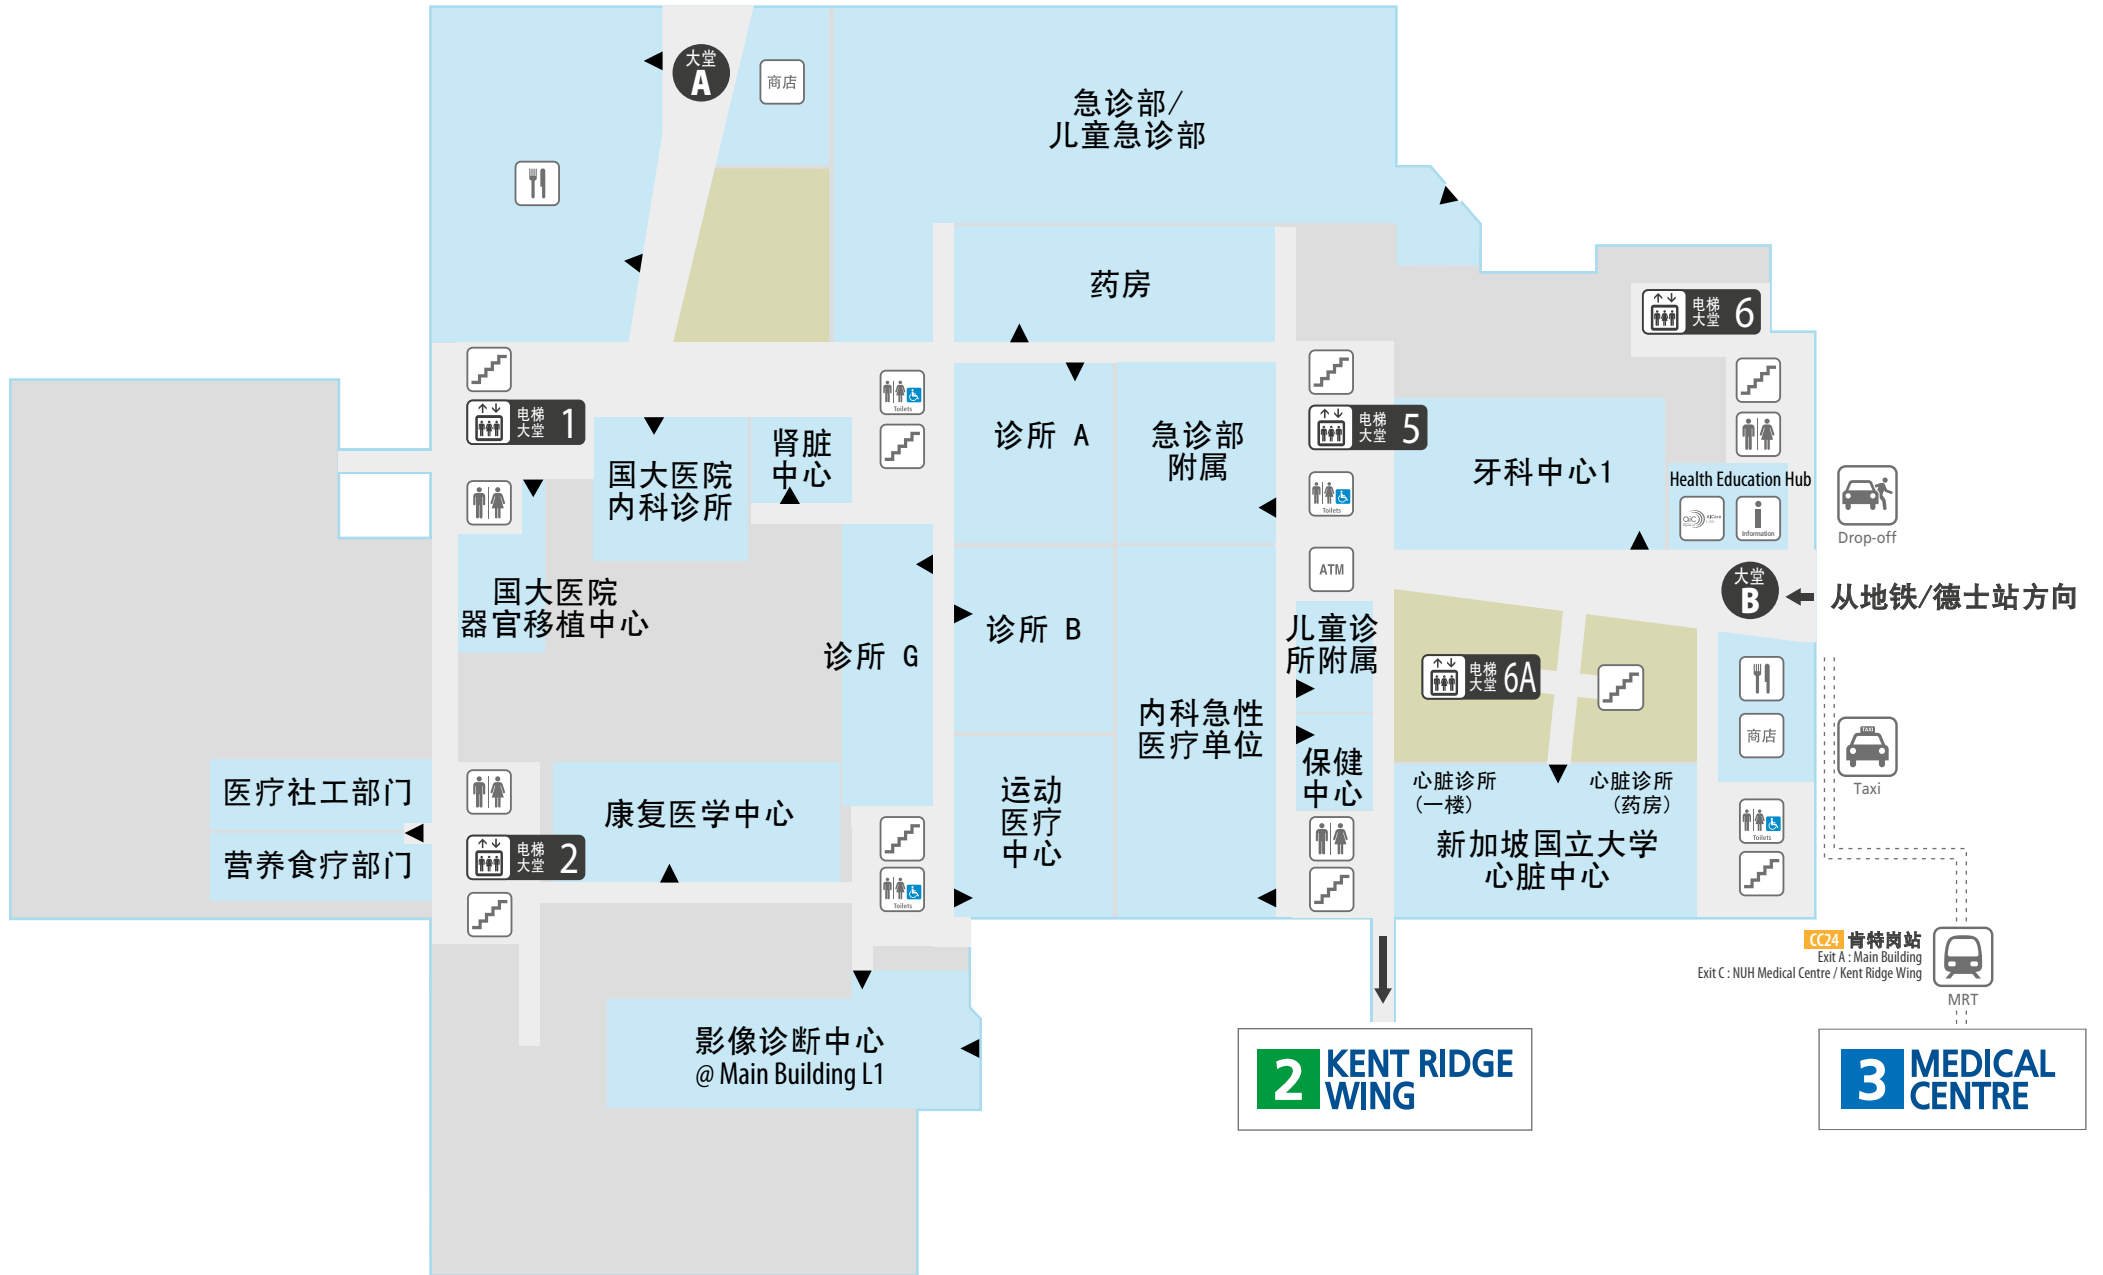 大堂
A
商店
急诊部/
儿童急诊部
药房
电梯
大堂
6
电梯
大堂
1
Toilets
国大医院
内科诊所
肾脏
中心
诊所 A
急诊部
附属
电梯
大堂
5
Toilets
牙科中心1
Health Education Hub
Information
Drop-off
ATM
大堂
B
从地铁/德士站方向
国大医院
器官移植中心
诊所 G
诊所 B
儿童诊
所附属
电梯
大堂
6A
内科急性
医疗单位
商店
TAXI
Taxi
医疗社工部门
营养食疗部门
康复医学中心
电梯
大堂
2
Toilets
运动
医疗
中心
保健
中心
心脏诊所
(一楼)
心脏诊所
(药房)
新加坡国立大学
心脏中心
Toilets
CC24 肯特岗站
Exit A : Main Building
Exit C : NUH Medical Centre / Kent Ridge Wing
MRT
影像诊断中心
@ Main Building L1
2 KENT RIDGE
WING
3 MEDICAL
CENTRE